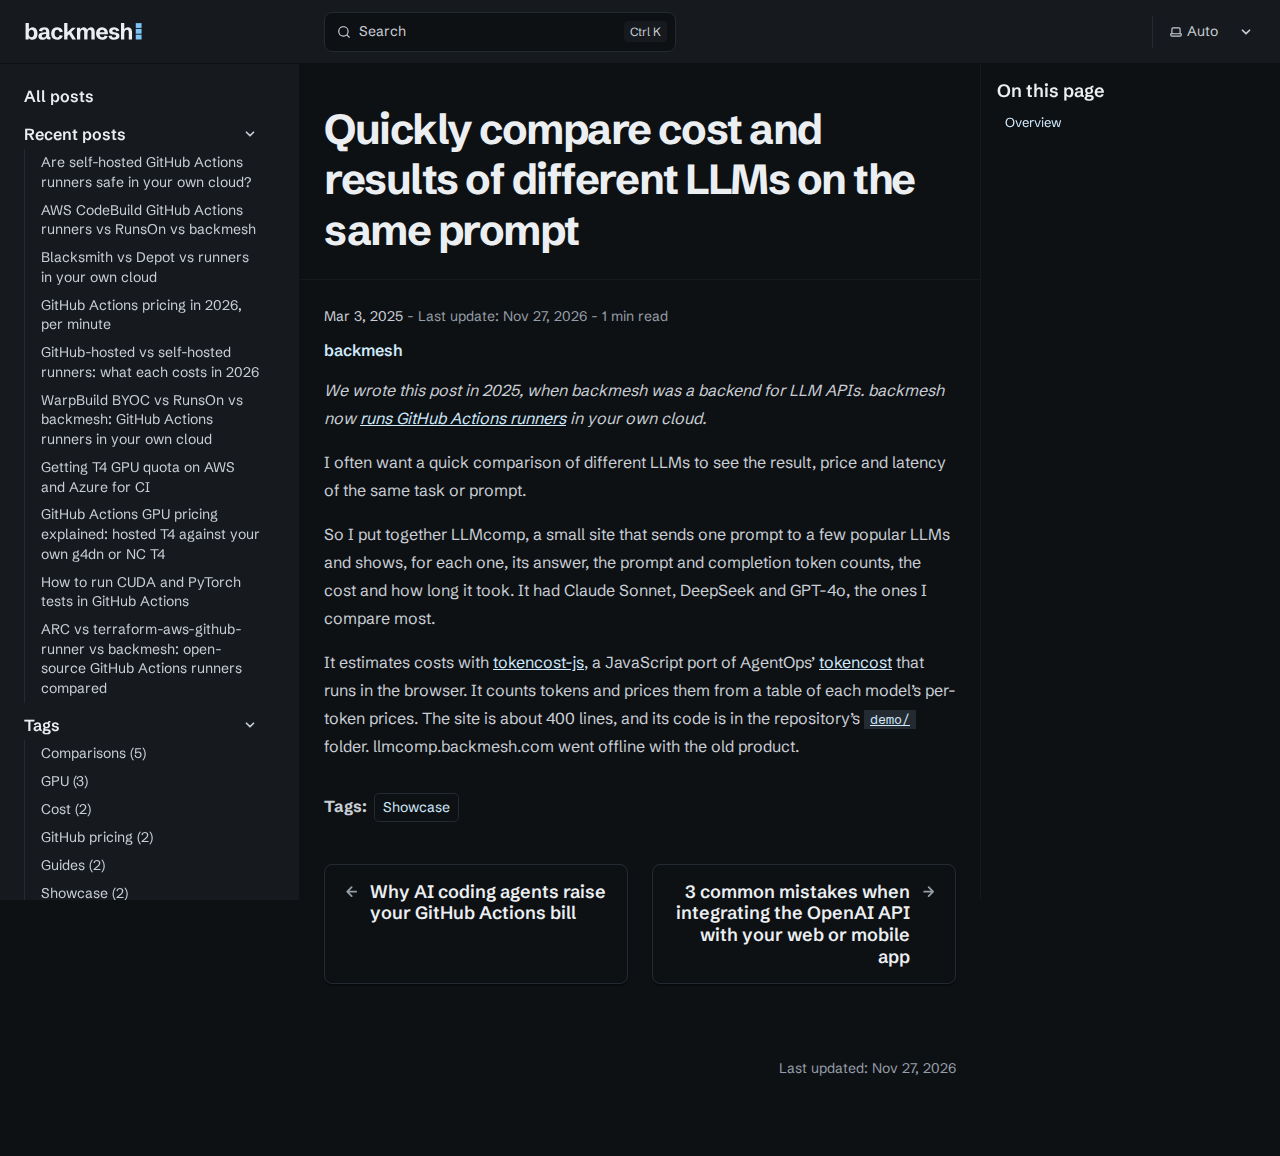 backmesh
Search
Ctrl K
Auto
All posts
Recent posts
Are self-hosted GitHub Actions
runners safe in your own cloud?
AWS CodeBuild GitHub Actions
runners vs RunsOn vs backmesh
Blacksmith vs Depot vs runners
in your own cloud
GitHub Actions pricing in 2026,
per minute
GitHub-hosted vs self-hosted
runners: what each costs in 2026
WarpBuild BYOC vs RunsOn vs
backmesh: GitHub Actions
runners in your own cloud
Getting T4 GPU quota on AWS
and Azure for CI
GitHub Actions GPU pricing
explained: hosted T4 against your
own g4dn or NC T4
How to run CUDA and PyTorch
tests in GitHub Actions
ARC vs terraform-aws-github-
runner vs backmesh: open-
source GitHub Actions runners
compared
Tags
Comparisons (5)
GPU (3)
Cost (2)
GitHub pricing (2)
Guides (2)
Showcase (2)
Quickly compare cost and
results of different LLMs on the
same prompt
Mar 3, 2025 - Last update: Nov 27, 2026 - 1 min read
backmesh
We wrote this post in 2025, when backmesh was a backend for LLM APIs. backmesh
now runs GitHub Actions runners in your own cloud.
I often want a quick comparison of different LLMs to see the result, price and latency
of the same task or prompt.
So I put together LLMcomp, a small site that sends one prompt to a few popular LLMs
and shows, for each one, its answer, the prompt and completion token counts, the
cost and how long it took. It had Claude Sonnet, DeepSeek and GPT-4o, the ones I
compare most.
It estimates costs with tokencost-js, a JavaScript port of AgentOps’ tokencost that
runs in the browser. It counts tokens and prices them from a table of each model’s per-
token prices. The site is about 400 lines, and its code is in the repository’s demo/
folder. llmcomp.backmesh.com went offline with the old product.
Tags: Showcase
Why AI coding agents raise
your GitHub Actions bill
3 common mistakes when
integrating the OpenAI API
with your web or mobile
app
Last updated: Nov 27, 2026
On this page
Overview